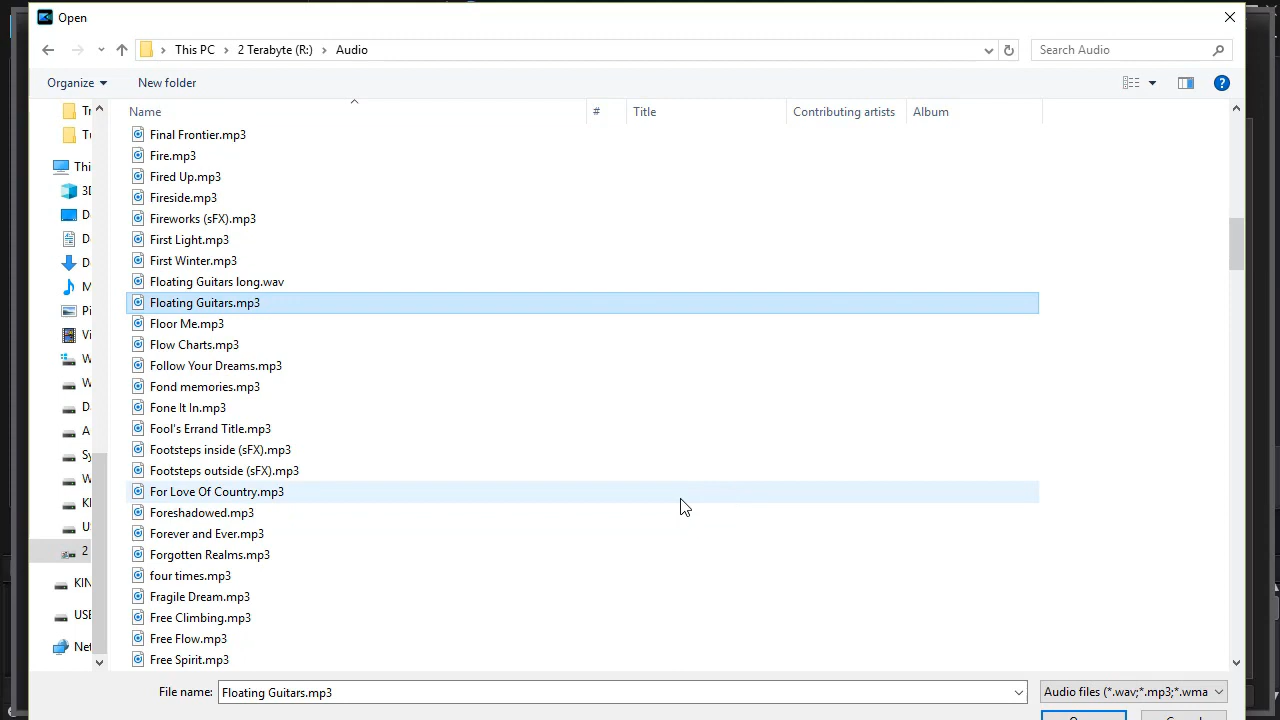 Open
This PC > 2 Terabyte (R:) > Audio
Search Audio
Organize
New folder
Name
#
Title
Contributing artists
Album
Final Frontier.mp3
Fire.mp3
Fired Up.mp3
Fireside.mp3
Fireworks (sFX).mp3
First Light.mp3
First Winter.mp3
Floating Guitars long.wav
Floating Guitars.mp3
Floor Me.mp3
Flow Charts.mp3
Follow Your Dreams.mp3
Fond memories.mp3
Fone It In.mp3
Fool's Errand Title.mp3
Footsteps inside (sFX).mp3
Footsteps outside (sFX).mp3
For Love Of Country.mp3
Foreshadowed.mp3
Forever and Ever.mp3
Forgotten Realms.mp3
four times.mp3
Fragile Dream.mp3
Free Climbing.mp3
Free Flow.mp3
Free Spirit.mp3
Thi
3D
KIN
USB
Net
File name: Floating Guitars.mp3
Audio files (*.wav;*.mp3;*.wma